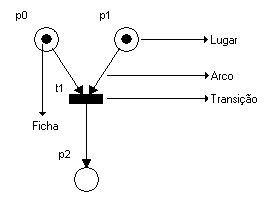 p0
p1
Lugar
Arco
t1
Transição
Ficha
p2